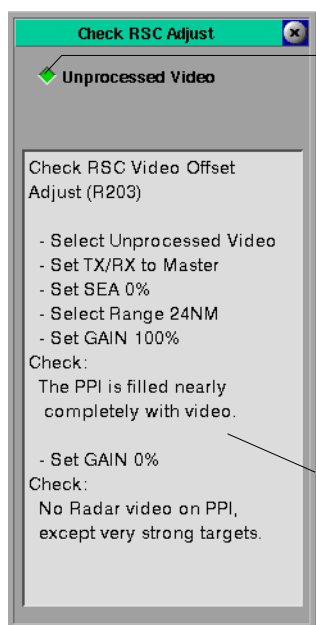 Check RSC Adjust
Unprocessed Video
Check RSC Video Offset
Adjust (R203)
- Select Unprocessed Video
- Set TX/RX to Master
- Set SEA 0%
- Select Range 24NM
- Set GAIN 100%
Check:
The PPI is filled nearly
completely with video.
- Set GAIN 0%
Check:
No Radar video on PPI,
except very strong targets.